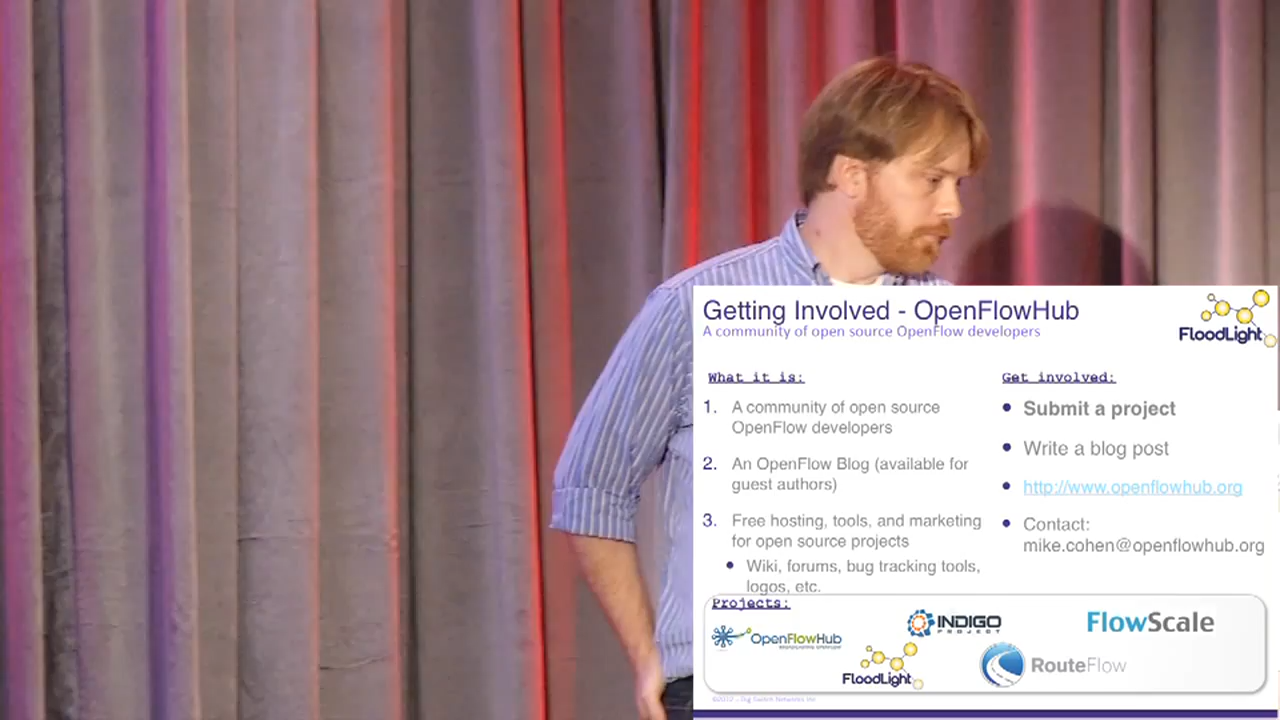 Getting Involved - OpenFlowHub
A community of open source OpenFlow developers
FloodLight
What it is:
1. A community of open source
OpenFlow developers
2. An OpenFlow Blog (available for
guest authors)
3. Free hosting, tools, and marketing
for open source projects
• Wiki, forums, bug tracking tools,
logos, etc.
Get involved:
• Submit a project
• Write a blog post
• http://www.openflowhub.org
• Contact:
mike.cohen@openflowhub.org
Projects:
OpenFlowHub
INDIGO
PROJECT
FlowScale
FloodLight
RouteFlow